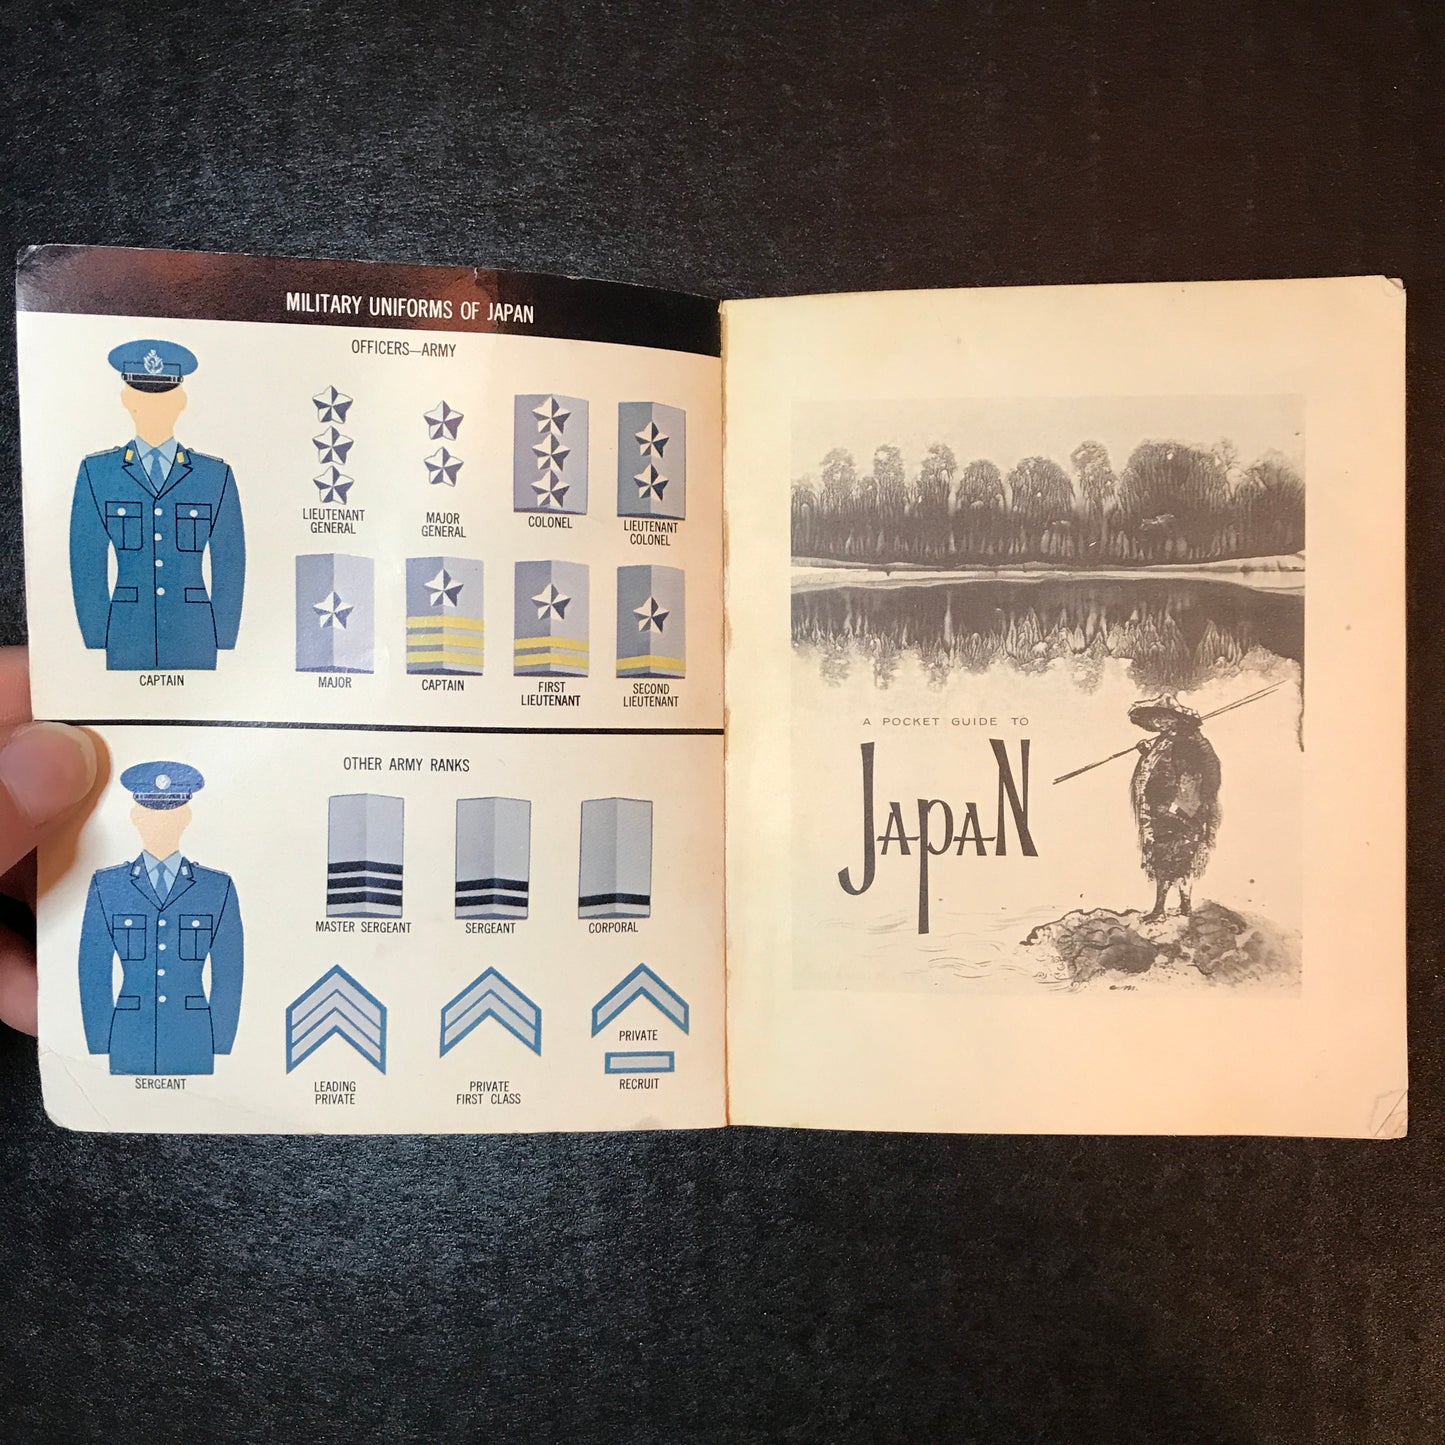 MILITARY UNIFORMS OF JAPAN
OFFICERS—ARMY
LIEUTENANT
GENERAL
MAJOR
GENERAL
COLONEL
LIEUTENANT
COLONEL
CAPTAIN
MAJOR
CAPTAIN
FIRST
LIEUTENANT
SECOND
LIEUTENANT
OTHER ARMY RANKS
MASTER SERGEANT
SERGEANT
CORPORAL
SERGEANT
LEADING
PRIVATE
PRIVATE
FIRST CLASS
PRIVATE
RECRUIT
A POCKET GUIDE TO
JAPAN